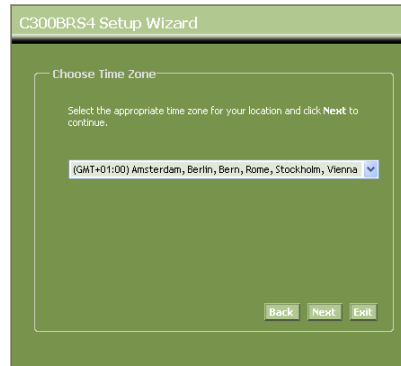 C300BRS4 Setup Wizard
Choose Time Zone
Select the appropriate time zone for your location and click Next to
continue.
(GMT+01:00) Amsterdam, Berlin, Bern, Rome, Stockholm, Vienna
Back Next Exit